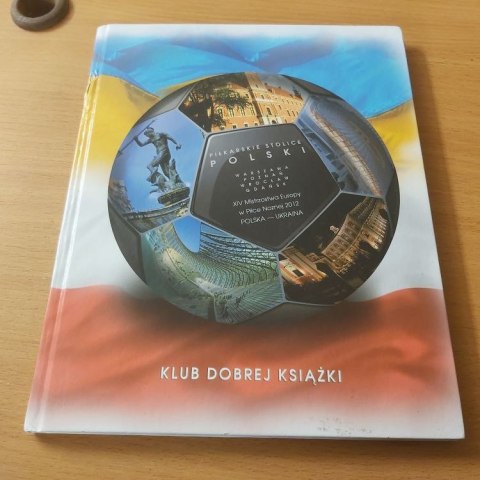 PIŁKARSKIE STOLICE
POLSKI
WARSZAWA
POZNAŃ
WROCŁAW
GDAŃSK
XIV Mistrzostwa Europy
w Piłce Nożnej 2012
POLSKA — UKRAINA
KLUB DOBREJ KSIĄŻKI